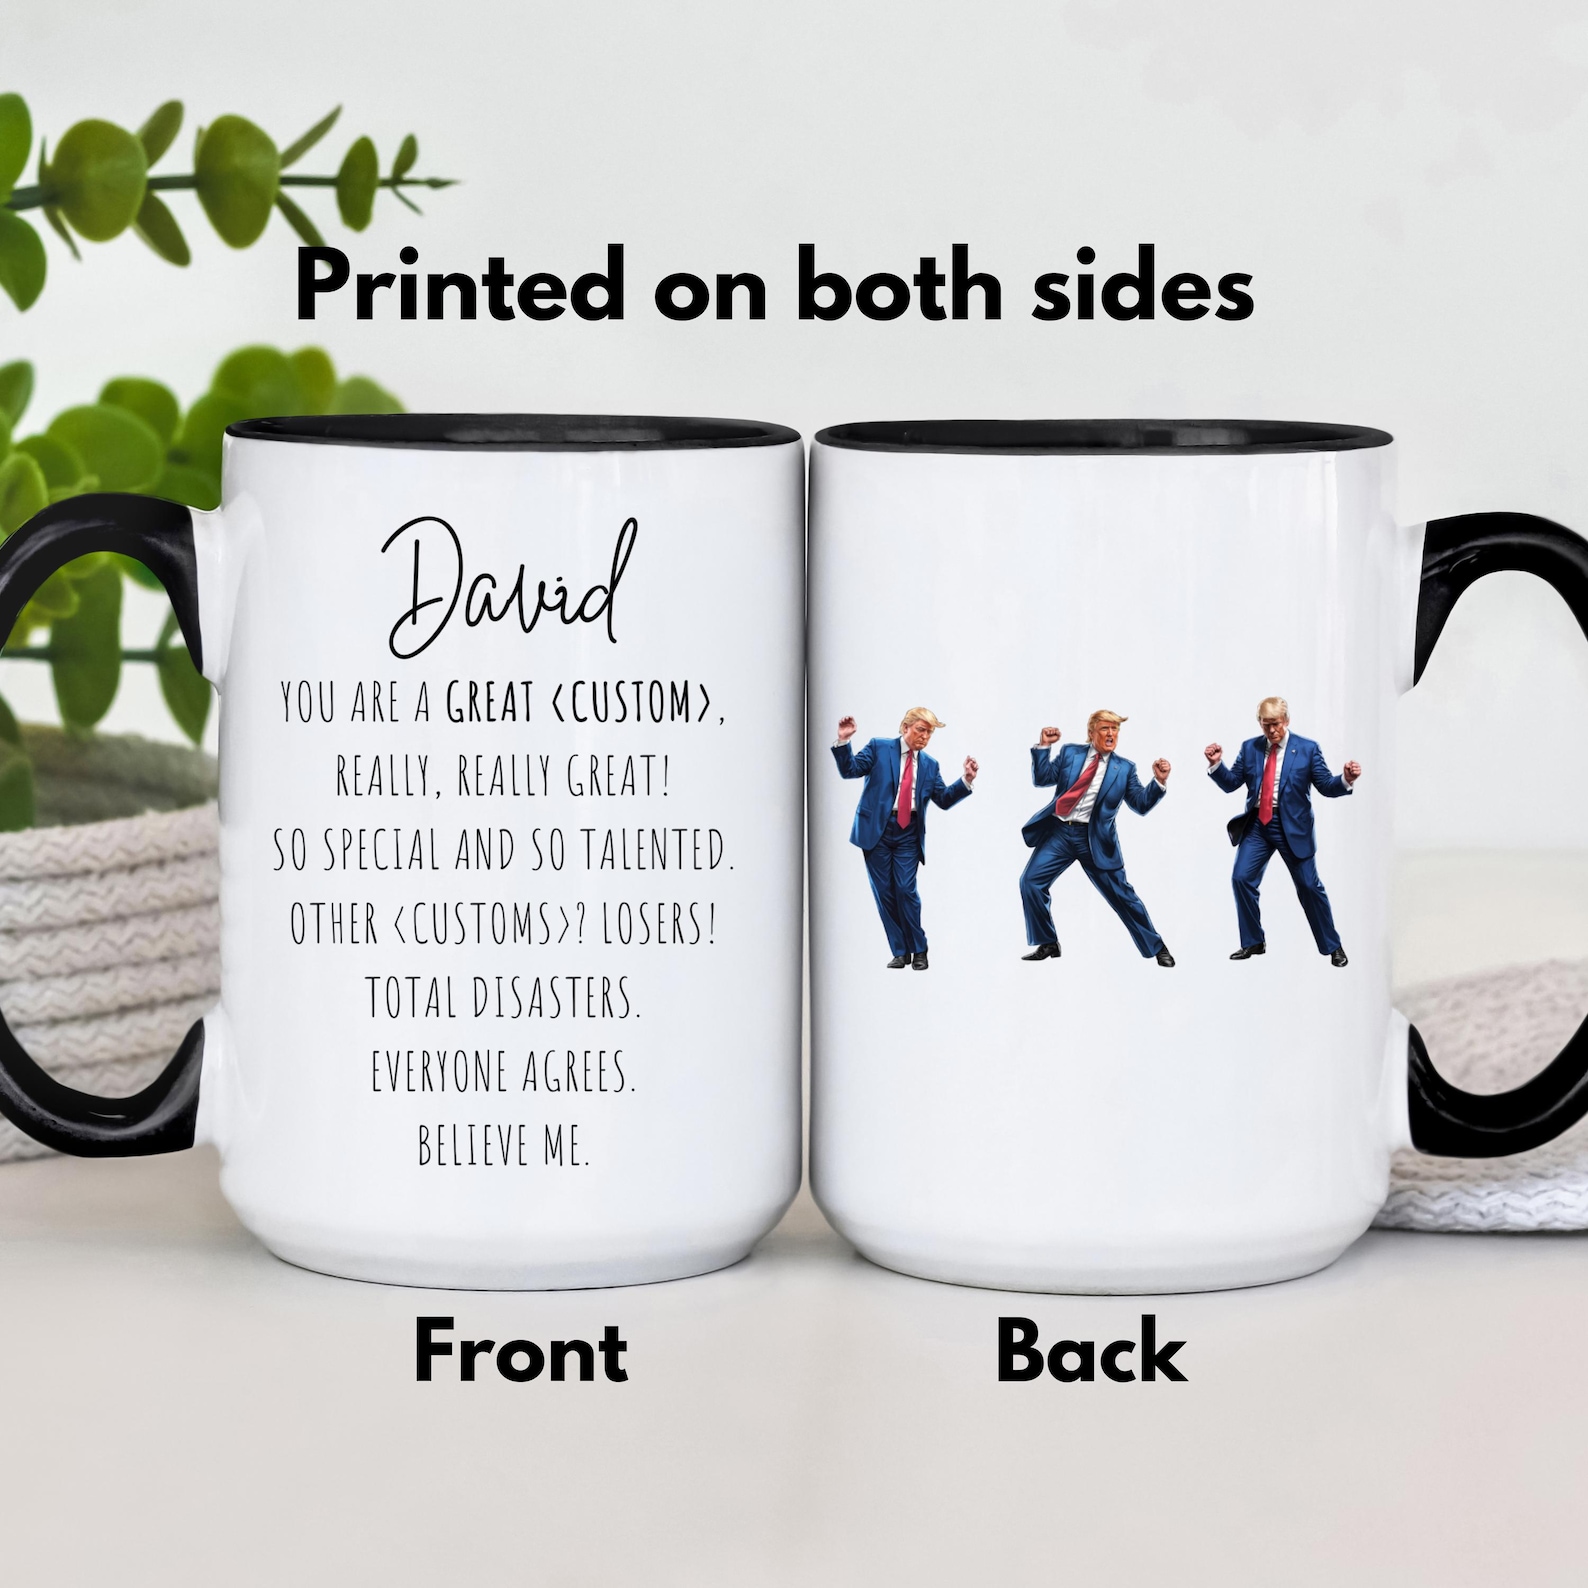 Printed on both sides
David
YOU ARE A GREAT <CUSTOM>,
REALLY, REALLY GREAT!
SO SPECIAL AND SO TALENTED.
OTHER <CUSTOMS>? LOSERS!
TOTAL DISASTERS.
EVERYONE AGREES.
BELIEVE ME.
Front
Back